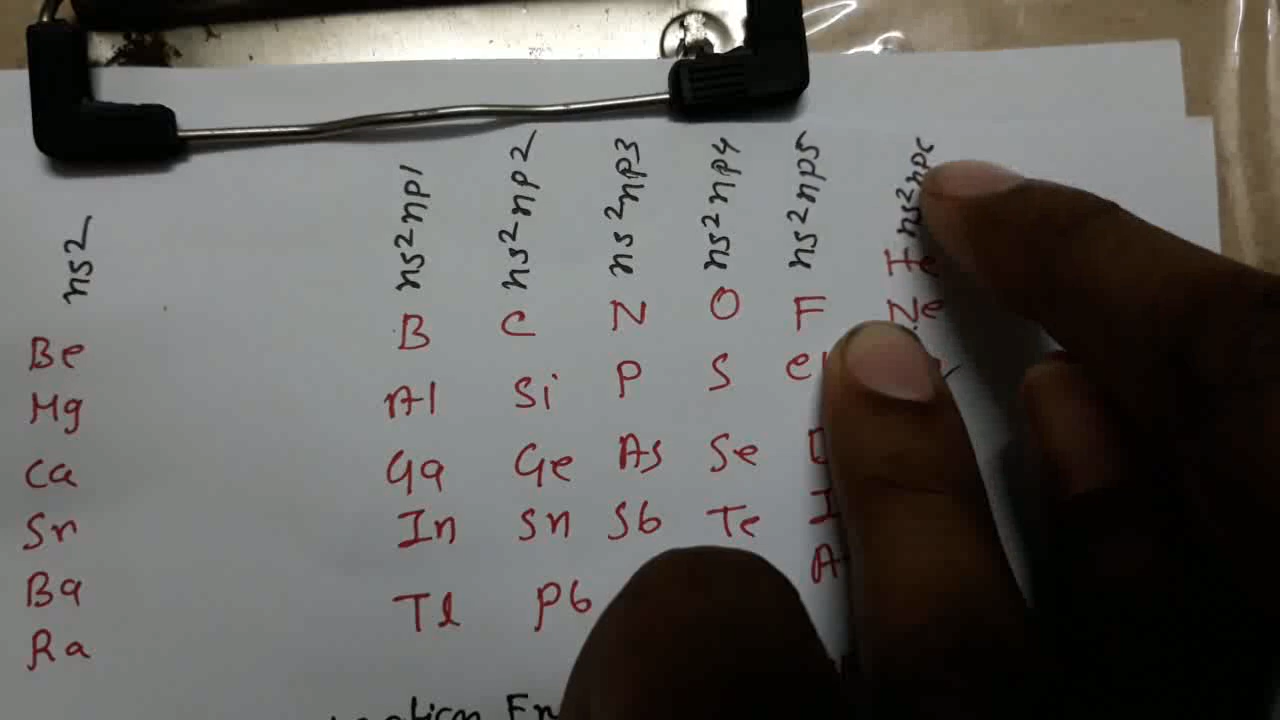 ns2 ns2np1 ns2np2 ns2np3 ns2np4 ns2np5
Be B C N O F
Mg Al Si P S
Ca Ga Ge As Se
Sr In Sn Sb Te I
Ba Tl Pb
Ra